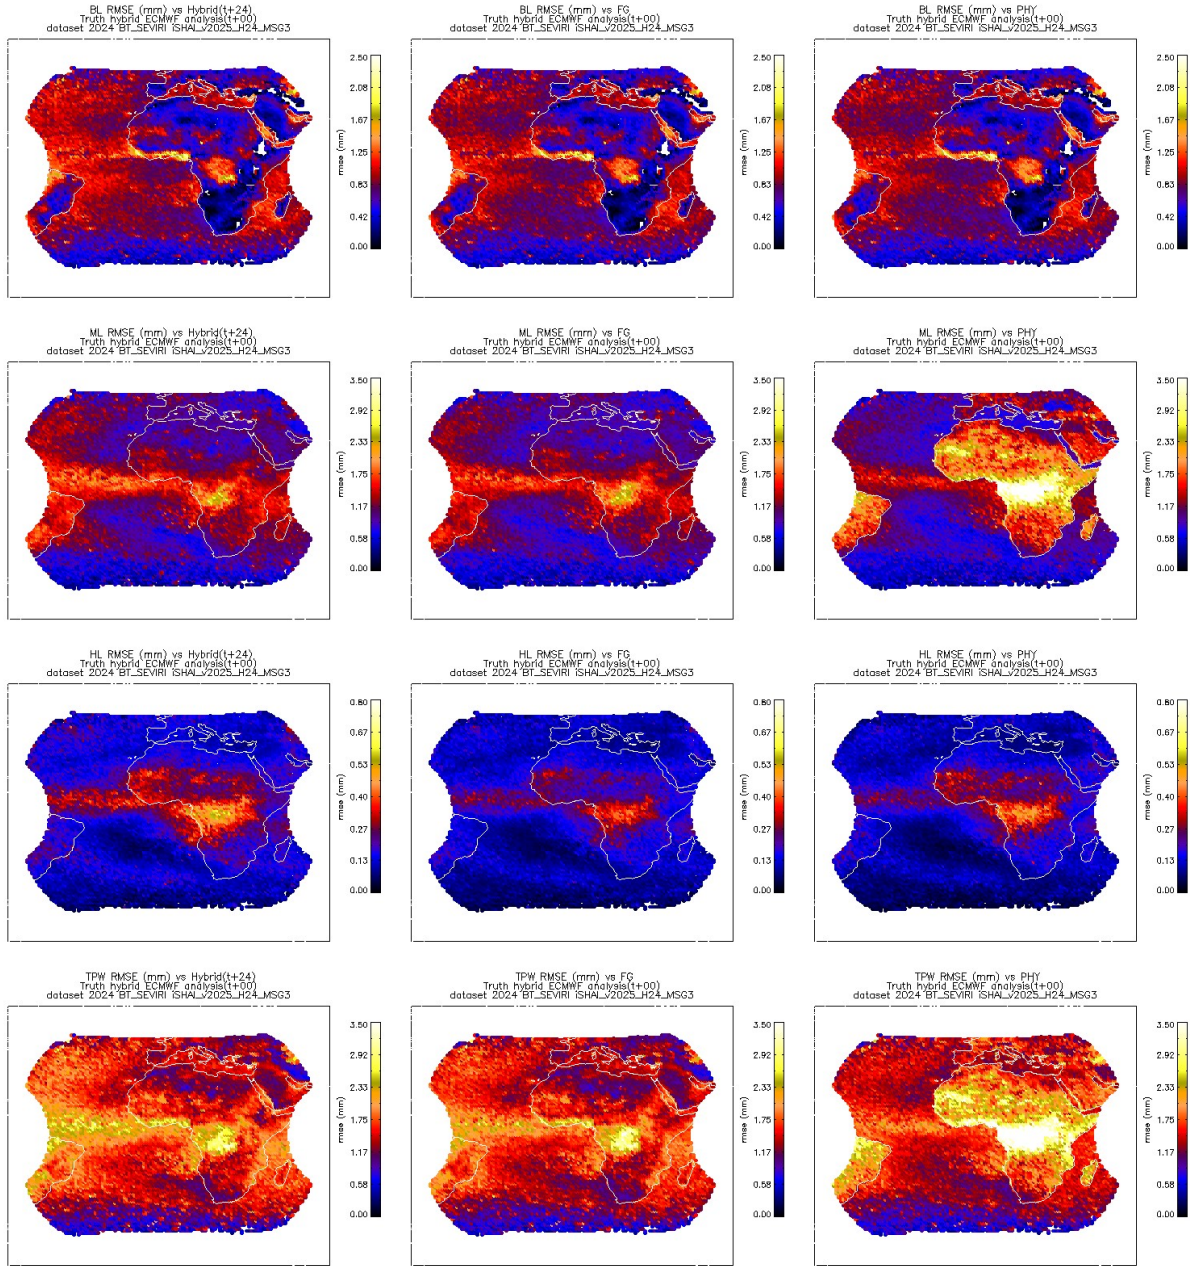 BL RMSE (mm) vs Hybrid(t+24)
Truth hybrid ECMWF analysis(t+00)
dataset 2024 BT_SEVIRI iSHAI_v2025_H24_MSG3
2.50
2.08
1.67
1.25
0.83
0.42
0.00
rmse (mm)
BL RMSE (mm) vs FG
Truth hybrid ECMWF analysis(t+00)
dataset 2024 BT_SEVIRI iSHAI_v2025_H24_MSG3
2.50
2.08
1.67
1.25
0.83
0.42
0.00
rmse (mm)
BL RMSE (mm) vs PHY
Truth hybrid ECMWF analysis(t+00)
dataset 2024 BT_SEVIRI iSHAI_v2025_H24_MSG3
2.50
2.08
1.67
1.25
0.83
0.42
0.00
rmse (mm)
ML RMSE (mm) vs Hybrid(t+24)
Truth hybrid ECMWF analysis(t+00)
dataset 2024 BT_SEVIRI iSHAI_v2025_H24_MSG3
3.50
2.92
2.33
1.75
1.17
0.58
0.00
rmse (mm)
ML RMSE (mm) vs FG
Truth hybrid ECMWF analysis(t+00)
dataset 2024 BT_SEVIRI iSHAI_v2025_H24_MSG3
3.50
2.92
2.33
1.75
1.17
0.58
0.00
rmse (mm)
ML RMSE (mm) vs PHY
Truth hybrid ECMWF analysis(t+00)
dataset 2024 BT_SEVIRI iSHAI_v2025_H24_MSG3
3.50
2.92
2.33
1.75
1.17
0.58
0.00
rmse (mm)
HL RMSE (mm) vs Hybrid(t+24)
Truth hybrid ECMWF analysis(t+00)
dataset 2024 BT_SEVIRI iSHAI_v2025_H24_MSG3
0.80
0.67
0.53
0.40
0.27
0.13
0.00
rmse (mm)
HL RMSE (mm) vs FG
Truth hybrid ECMWF analysis(t+00)
dataset 2024 BT_SEVIRI iSHAI_v2025_H24_MSG3
0.80
0.67
0.53
0.40
0.27
0.13
0.00
rmse (mm)
HL RMSE (mm) vs PHY
Truth hybrid ECMWF analysis(t+00)
dataset 2024 BT_SEVIRI iSHAI_v2025_H24_MSG3
0.80
0.67
0.53
0.40
0.27
0.13
0.00
rmse (mm)
TPW RMSE (mm) vs Hybrid(t+24)
Truth hybrid ECMWF analysis(t+00)
dataset 2024 BT_SEVIRI iSHAI_v2025_H24_MSG3
3.50
2.92
2.33
1.75
1.17
0.58
0.00
rmse (mm)
TPW RMSE (mm) vs FG
Truth hybrid ECMWF analysis(t+00)
dataset 2024 BT_SEVIRI iSHAI_v2025_H24_MSG3
3.50
2.92
2.33
1.75
1.17
0.58
0.00
rmse (mm)
TPW RMSE (mm) vs PHY
Truth hybrid ECMWF analysis(t+00)
dataset 2024 BT_SEVIRI iSHAI_v2025_H24_MSG3
3.50
2.92
2.33
1.75
1.17
0.58
0.00
rmse (mm)